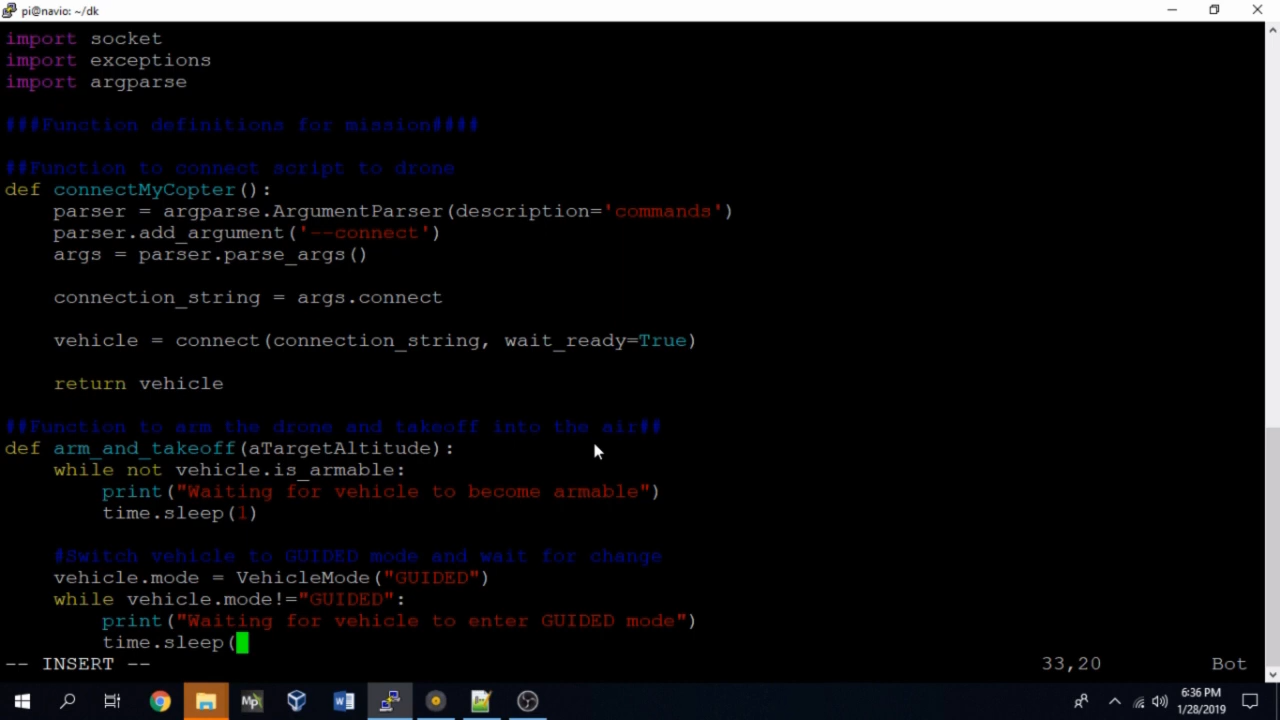 pi@navio: ~/dk
import socket
import exceptions
import argparse
###Function definitions for mission####
##Function to connect script to drone
def connectMyCopter():
    parser = argparse.ArgumentParser(description='commands')
    parser.add_argument('--connect')
    args = parser.parse_args()
    connection_string = args.connect
    vehicle = connect(connection_string, wait_ready=True)
    return vehicle
##Function to arm the drone and takeoff into the air##
def arm_and_takeoff(aTargetAltitude):
    while not vehicle.is_armable:
        print("Waiting for vehicle to become armable")
        time.sleep(1)
    #Switch vehicle to GUIDED mode and wait for change
    vehicle.mode = VehicleMode("GUIDED")
    while vehicle.mode!="GUIDED":
        print("Waiting for vehicle to enter GUIDED mode")
        time.sleep(
-- INSERT -- 33,20 Bot
6:36 PM
1/28/2019